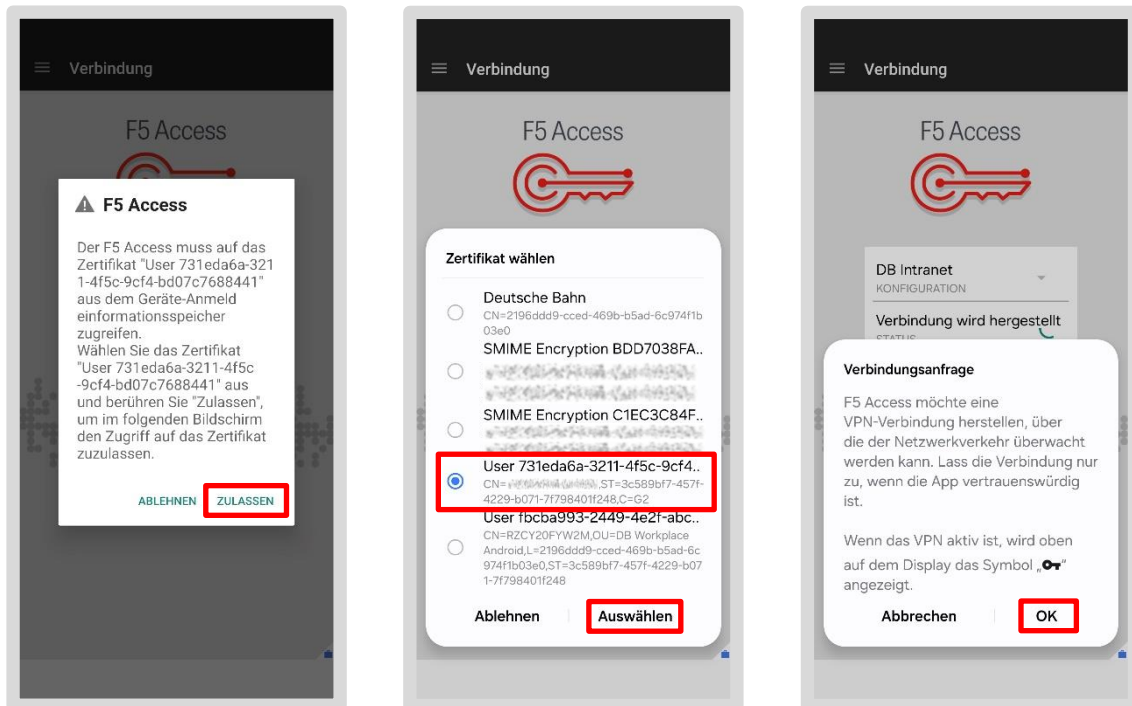 Verbindung
F5 Access
F5 Access
Der F5 Access muss auf das
Zertifikat "User 731eda6a-321
1-4f5c-9cf4-bd07c7688441"
aus dem Geräte-Anmeld
einformationsspeicher
zugreifen.
Wählen Sie das Zertifikat
"User 731eda6a-3211-4f5c
-9cf4-bd07c7688441" aus
und berühren Sie "Zulassen",
um im folgenden Bildschirm
den Zugriff auf das Zertifikat
zuzulassen.
ABLEHNEN ZULASSEN
Verbindung
F5 Access
Zertifikat wählen
Deutsche Bahn
CN=2196ddd9-cced-469b-b5ad-6c974f1b
03e0
SMIME Encryption BDD7038FA..
SMIME Encryption C1EC3C84F..
User 731eda6a-3211-4f5c-9cf4..
CN= ,ST=3c589bf7-457f-
4229-b071-7f798401f248,C=G2
User fbcba993-2449-4e2f-abc..
CN=RZCY20FYW2M,OU=DB Workplace
Android,L=2196ddd9-cced-469b-b5ad-6c
974f1b03e0,ST=3c589bf7-457f-4229-b07
1-7f798401f248
Ablehnen Auswählen
Verbindung
F5 Access
DB Intranet
KONFIGURATION
Verbindung wird hergestellt
STATUS
Verbindungsanfrage
F5 Access möchte eine
VPN-Verbindung herstellen, über
die der Netzwerkverkehr überwacht
werden kann. Lass die Verbindung nur
zu, wenn die App vertrauenswürdig
ist.
Wenn das VPN aktiv ist, wird oben
auf dem Display das Symbol „ “
angezeigt.
Abbrechen OK